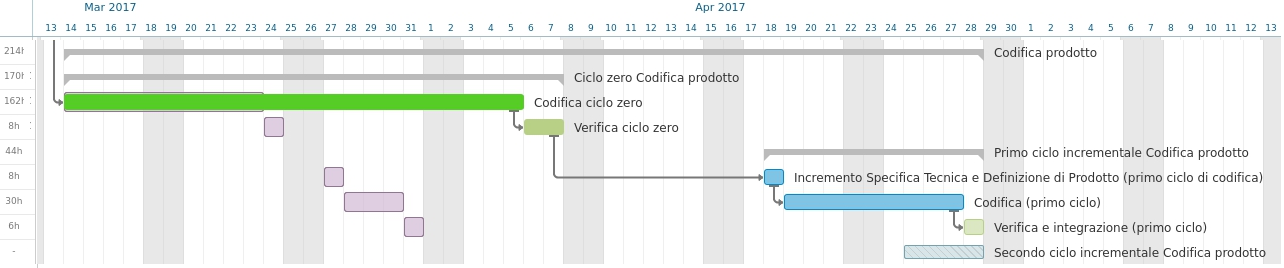 Mar 2017 Apr 2017
13 14 15 16 17 18 19 20 21 22 23 24 25 26 27 28 29 30 31 1 2 3 4 5 6 7 8 9 10 11 12 13 14 15 16 17 18 19 20 21 22 23 24 25 26 27 28 29 30 1 2 3 4 5 6 7 8 9 10 11 12 13
214h Codifica prodotto
170h Ciclo zero Codifica prodotto
162h Codifica ciclo zero
8h Verifica ciclo zero
44h Primo ciclo incrementale Codifica prodotto
8h Incremento Specifica Tecnica e Definizione di Prodotto (primo ciclo di codifica)
30h Codifica (primo ciclo)
6h Verifica e integrazione (primo ciclo)
- Secondo ciclo incrementale Codifica prodotto